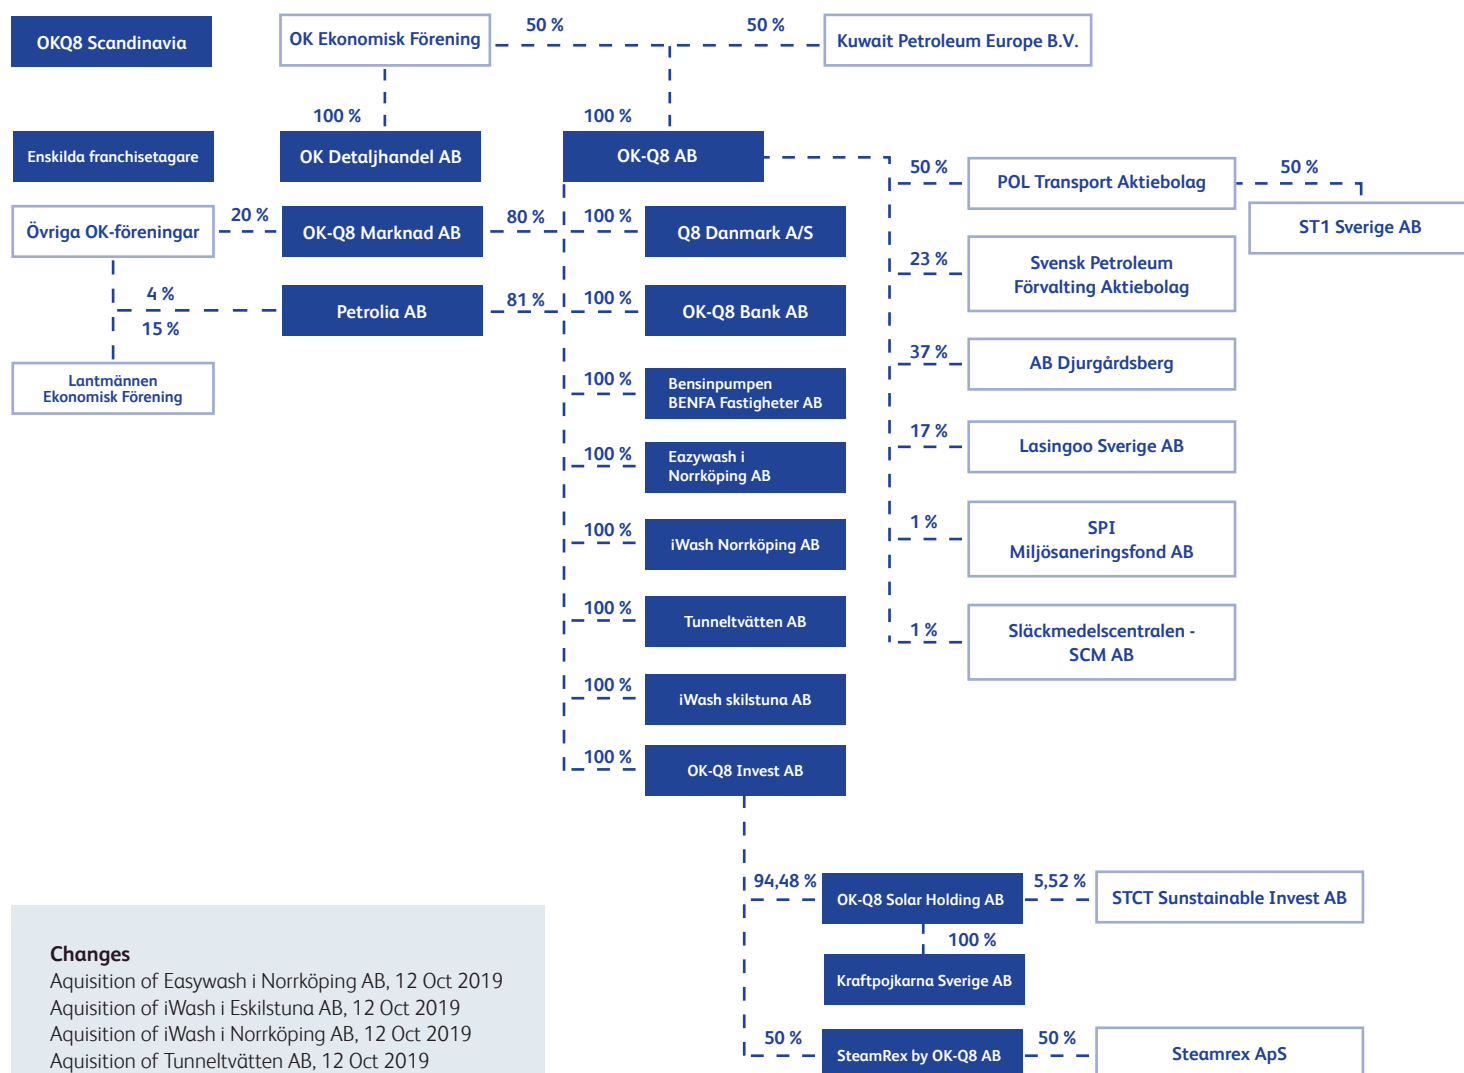 OKQ8 Scandinavia
OK Ekonomisk Förening
50 %
50 %
Kuwait Petroleum Europe B.V.
100 %
100 %
Enskilda franchisetagare
OK Detaljhandel AB
OK-Q8 AB
50 %
POL Transport Aktiebolag
50 %
ST1 Sverige AB
Övriga OK-föreningar
20 %
OK-Q8 Marknad AB
80 %
100 %
Q8 Danmark A/S
23 %
Svensk Petroleum
Förvalting Aktiebolag
4 %
15 %
Petrolia AB
81 %
100 %
OK-Q8 Bank AB
Lantmännen
Ekonomisk Förening
37 %
AB Djurgårdsberg
100 %
Bensinpumpen
BENFA Fastigheter AB
17 %
Lasingoo Sverige AB
100 %
Eazywash i
Norrköping AB
1 %
SPI
Miljösaneringsfond AB
100 %
iWash Norrköping AB
1 %
Släckmedelscentralen -
SCM AB
100 %
Tunneltvätten AB
100 %
iWash skilstuna AB
100 %
OK-Q8 Invest AB
94,48 %
OK-Q8 Solar Holding AB
5,52 %
STCT Sunstainable Invest AB
100 %
Kraftpojkarna Sverige AB
50 %
SteamRex by OK-Q8 AB
50 %
Steamrex ApS
Changes
Aquisition of Easywash i Norrköping AB, 12 Oct 2019
Aquisition of iWash i Eskilstuna AB, 12 Oct 2019
Aquisition of iWash i Norrköping AB, 12 Oct 2019
Aquisition of Tunneltvätten AB, 12 Oct 2019